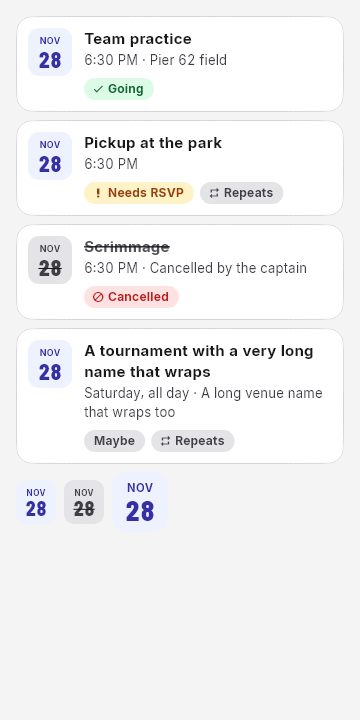 NOV
28
Team practice
6:30 PM · Pier 62 field
Going
NOV
28
Pickup at the park
6:30 PM
Needs RSVP
Repeats
NOV
28
Scrimmage
6:30 PM · Cancelled by the captain
Cancelled
NOV
28
A tournament with a very long
name that wraps
Saturday, all day · A long venue name
that wraps too
Maybe
Repeats
NOV
28
NOV
28
NOV
28